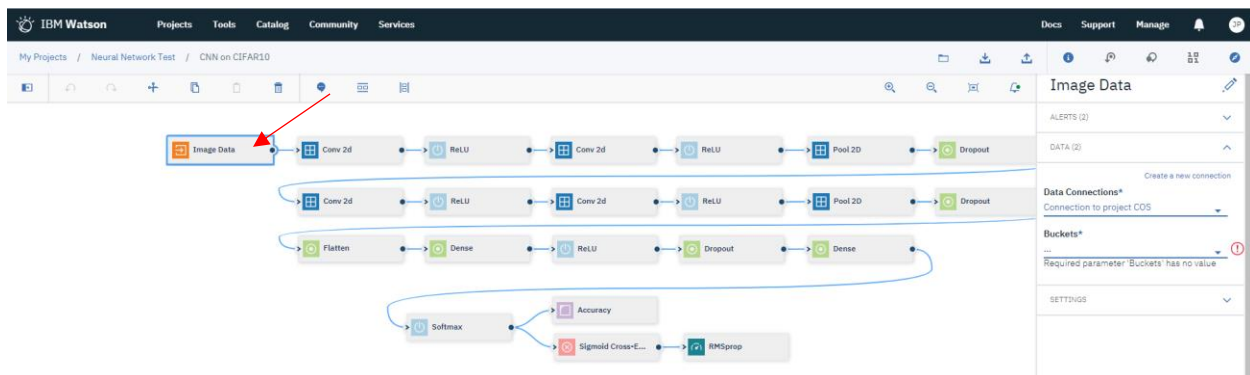 IBM Watson Projects Tools Catalog Community Services Docs Support Manage JP
My Projects / Neural Network Test / CNN on CIFAR10
Image Data
ALERTS (2)
DATA (2)
Create a new connection
Data Connections*
Connection to project COS
Buckets*
...
Required parameter 'Buckets' has no value
SETTINGS
Image Data Conv 2d ReLU Conv 2d ReLU Pool 2D Dropout
Conv 2d ReLU Conv 2d ReLU Pool 2D Dropout
Flatten Dense ReLU Dropout Dense
Accuracy
Softmax
Sigmoid Cross-E... RMSprop